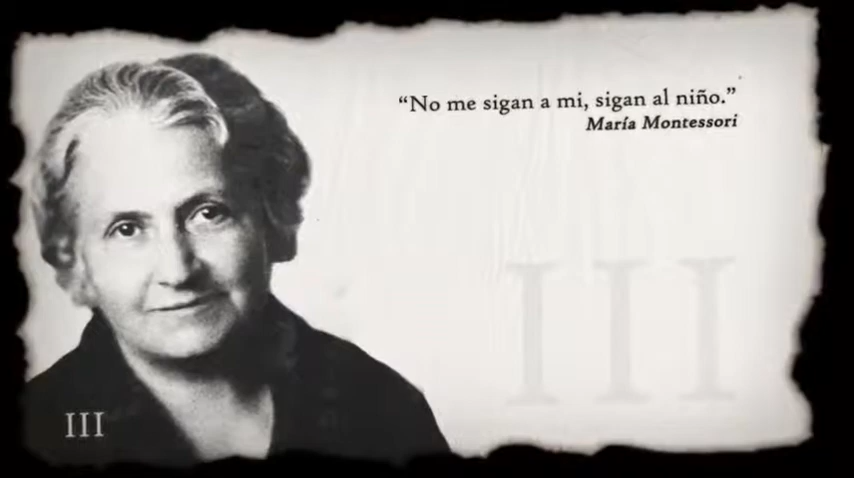 “No me sigan a mi, sigan al niño.”
María Montessori
III
III